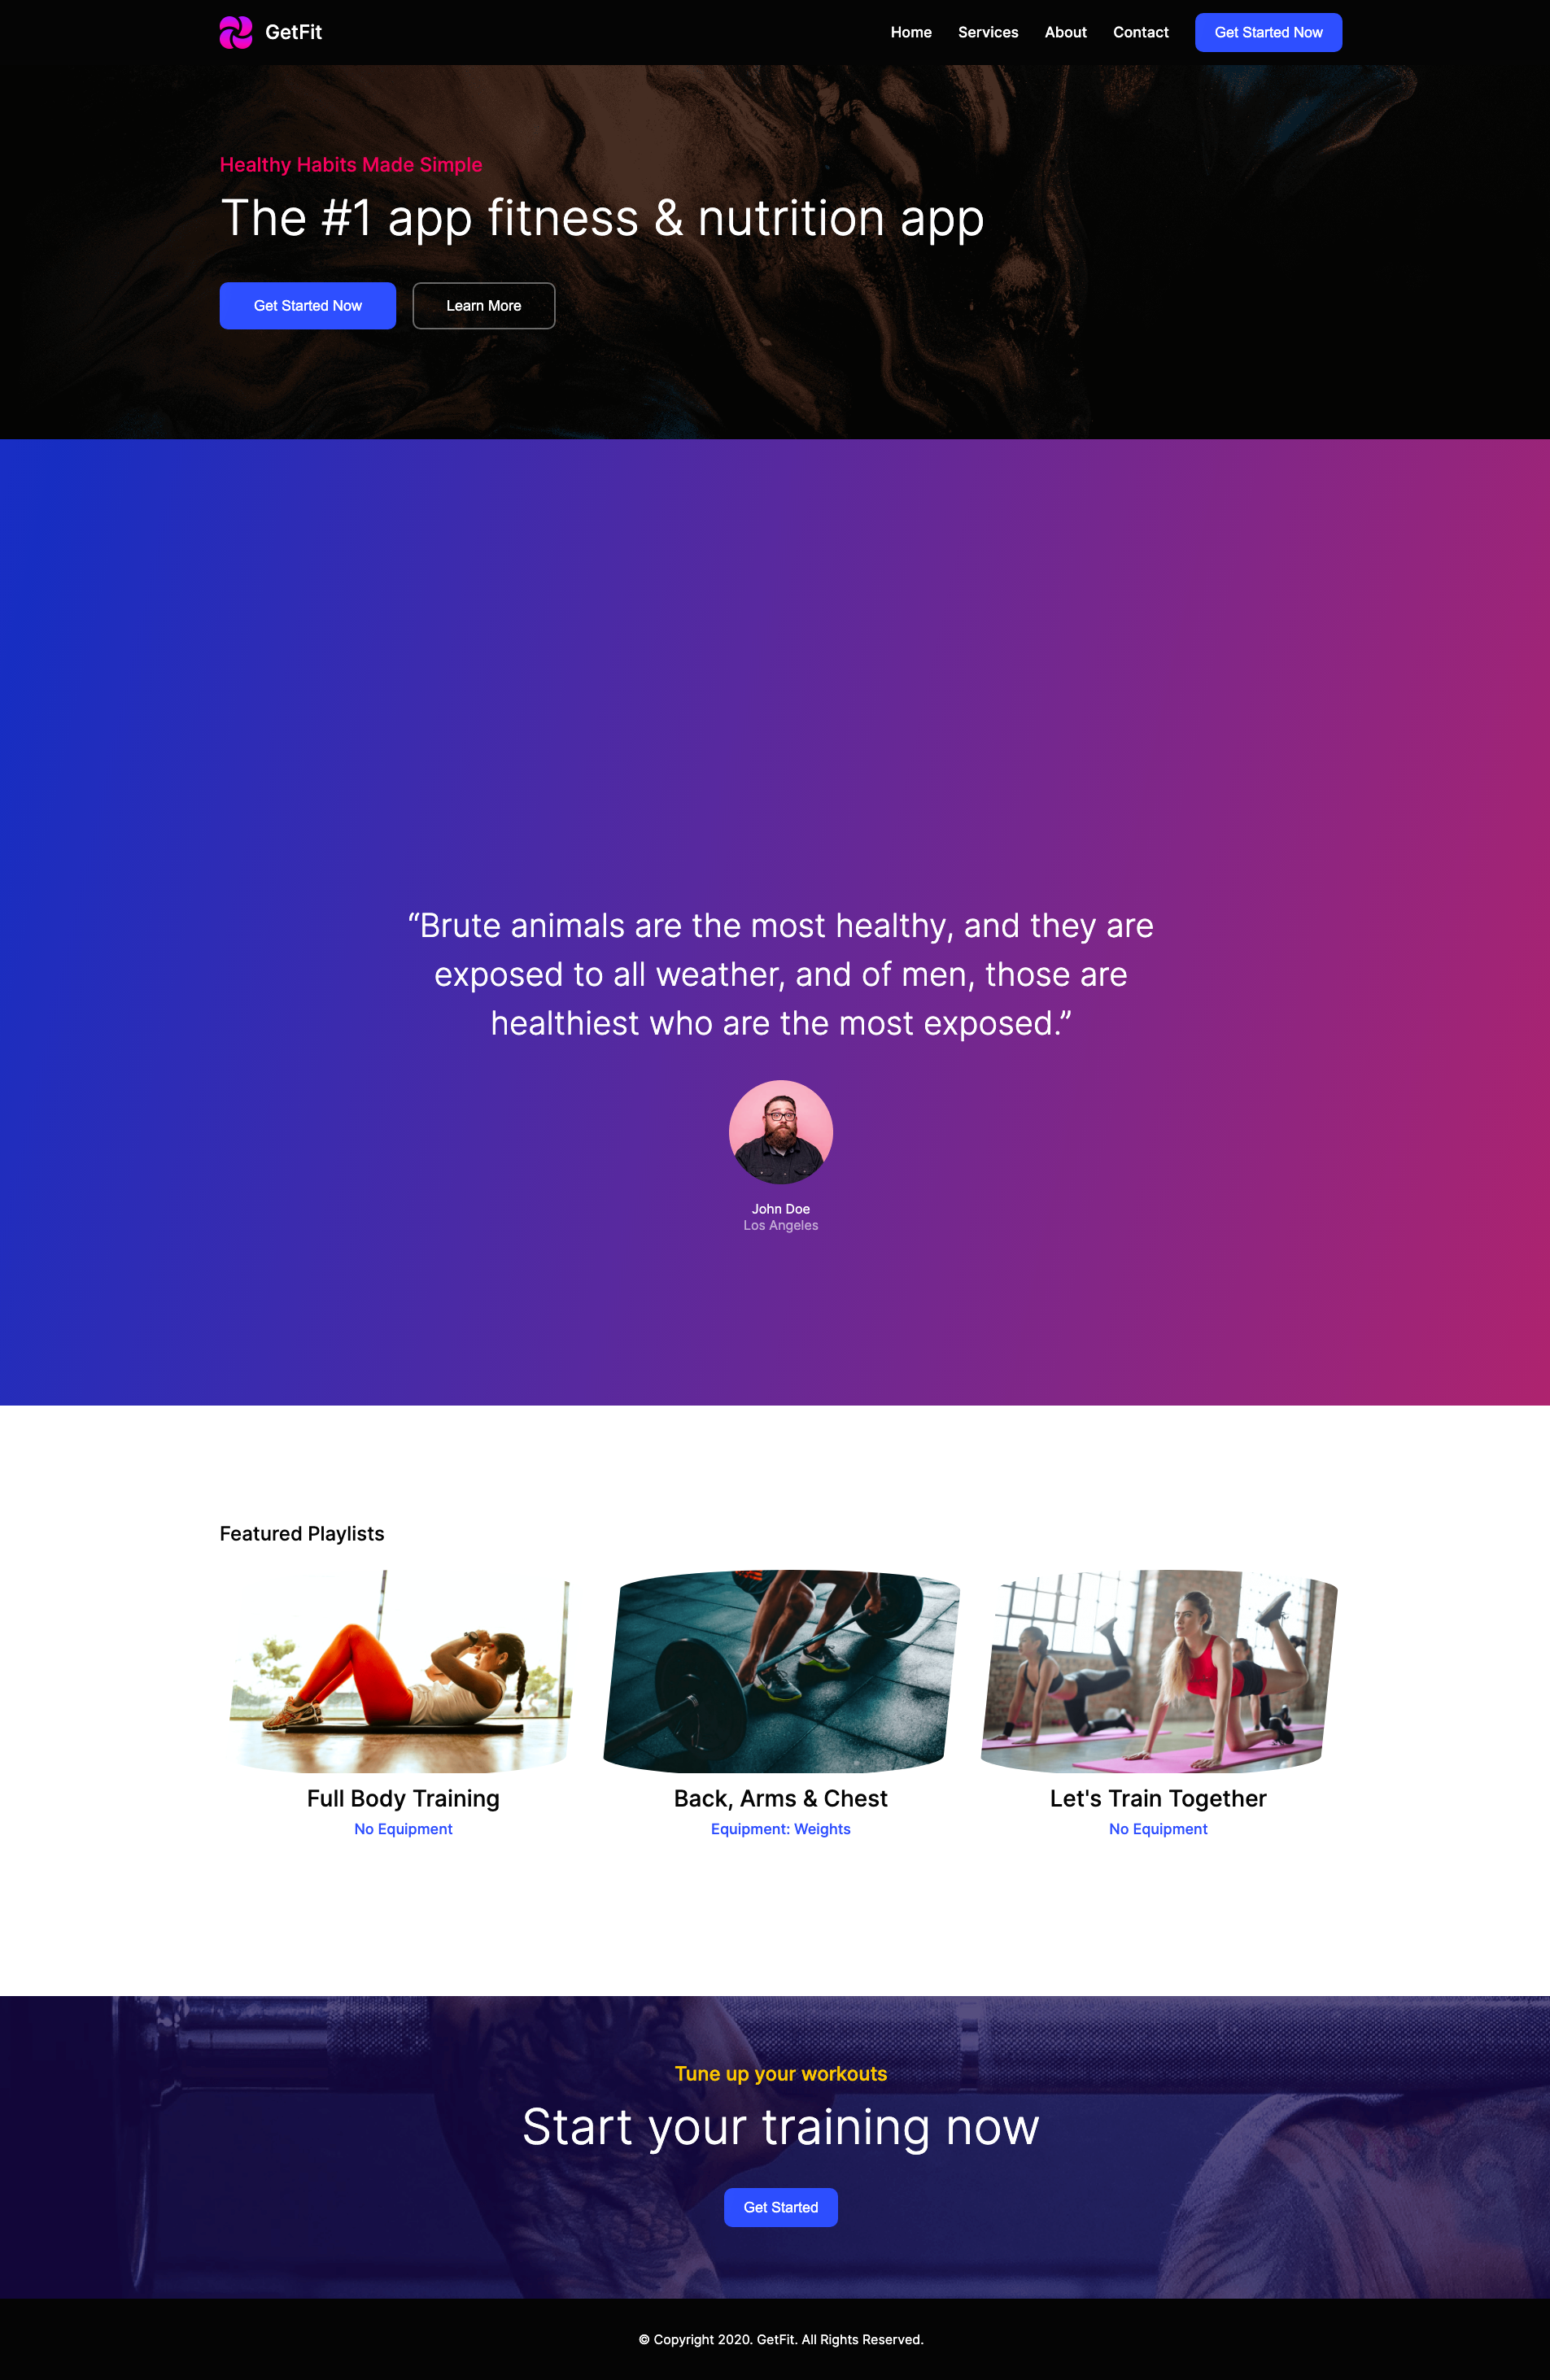 GetFit
Home Services About Contact Get Started Now
Healthy Habits Made Simple
The #1 app fitness & nutrition app
Get Started Now Learn More
“Brute animals are the most healthy, and they are
exposed to all weather, and of men, those are
healthiest who are the most exposed.”
John Doe
Los Angeles
Featured Playlists
Full Body Training
No Equipment
Back, Arms & Chest
Equipment: Weights
Let's Train Together
No Equipment
Tune up your workouts
Start your training now
Get Started
© Copyright 2020. GetFit. All Rights Reserved.